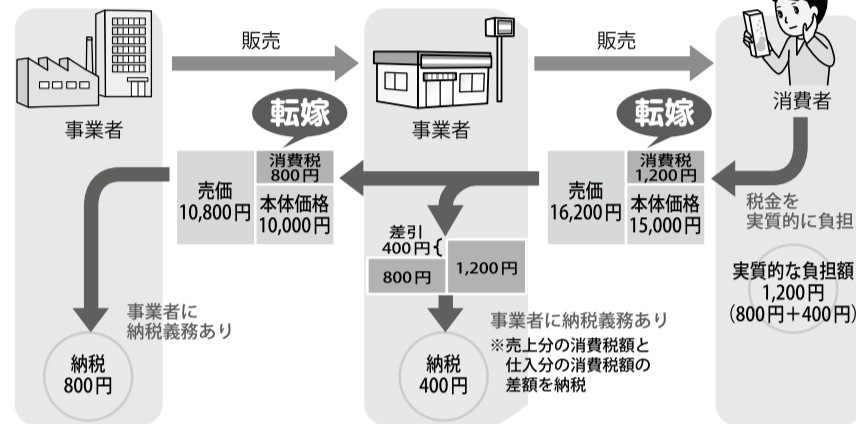 販売
販売
事業者
事業者
消費者
転嫁
転嫁
売価
10,800円
消費税
800円
本体価格
10,000円
売価
16,200円
消費税
1,200円
本体価格
15,000円
税金を
実質的に負担
差引
400円{
800円
1,200円
実質的な負担額
1,200円
(800円+400円)
事業者に
納税義務あり
納税
800円
納税
400円
事業者に納税義務あり
※売上分の消費税額と
仕入分の消費税額の
差額を納税